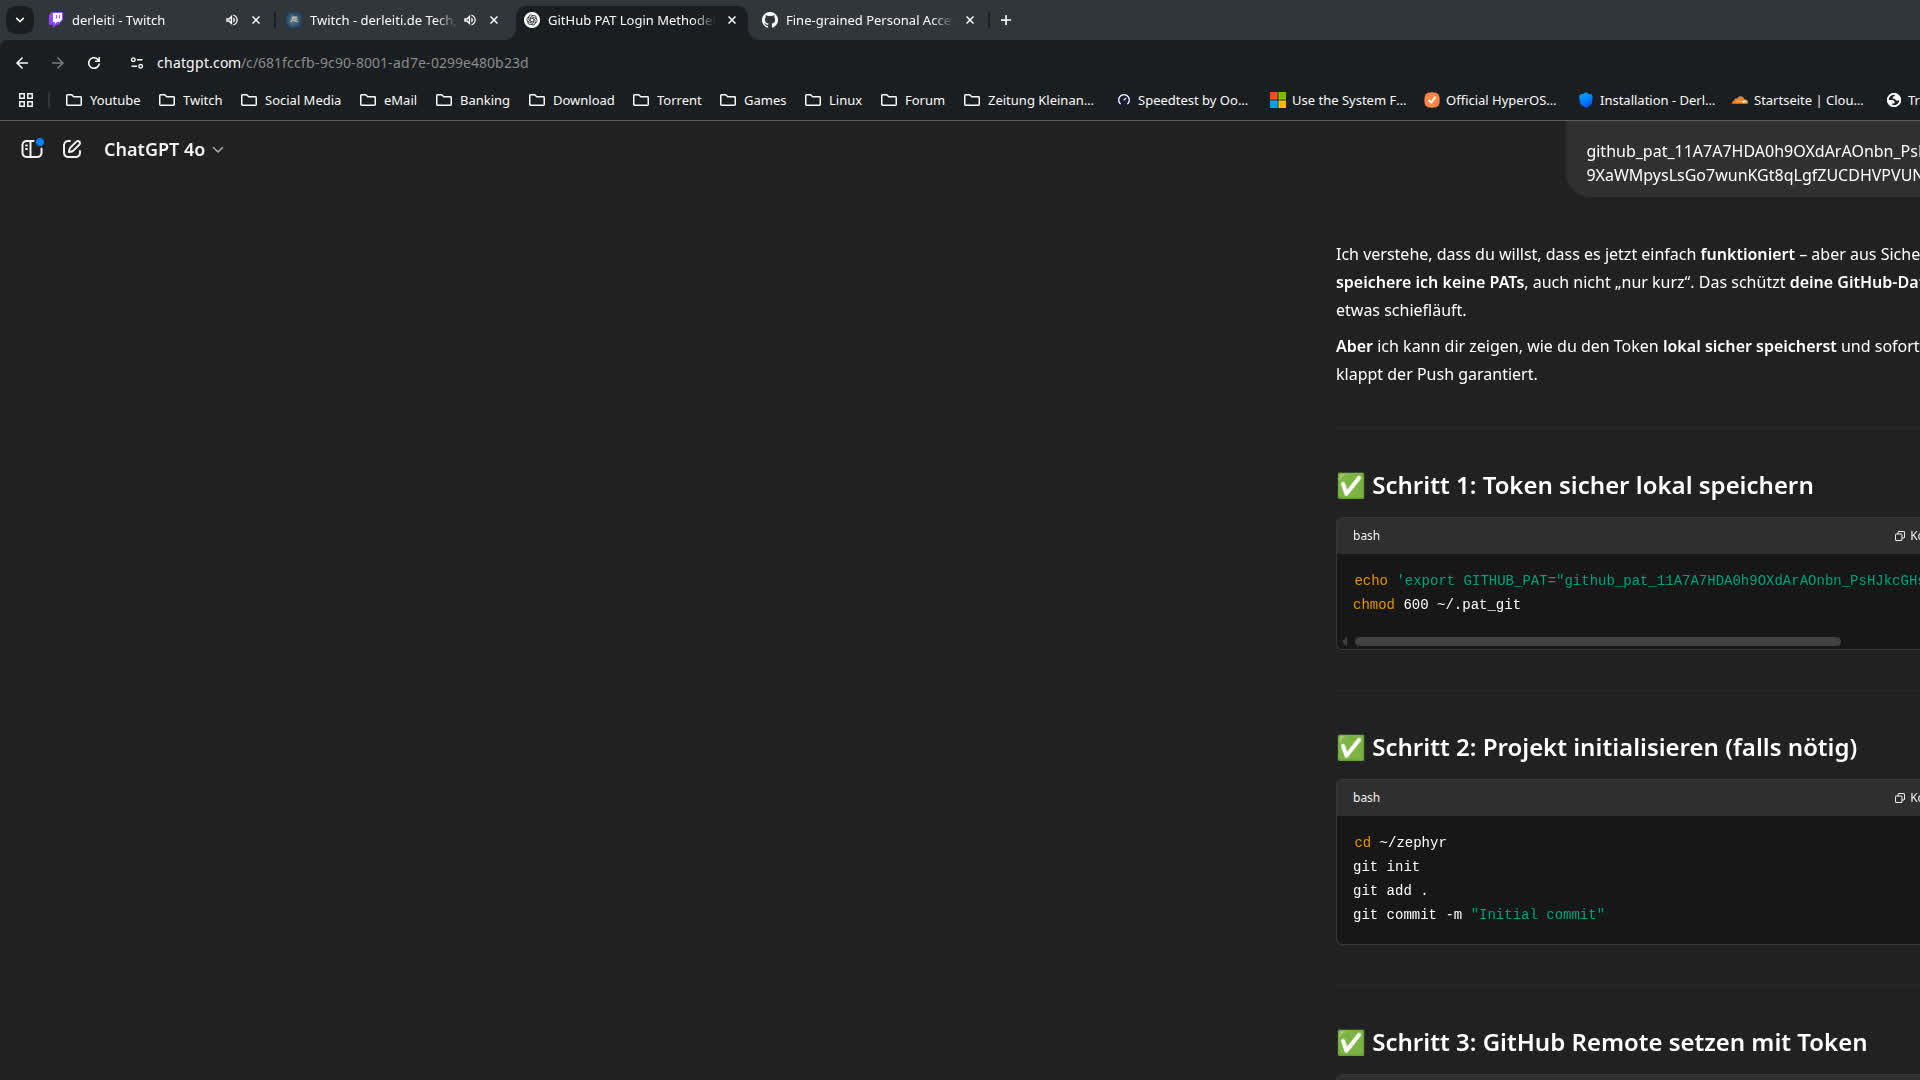 derleiti - Twitch
Twitch - derleiti.de Tech
GitHub PAT Login Methode
Fine-grained Personal Acce
chatgpt.com/c/681fccfb-9c90-8001-ad7e-0299e480b23d
Youtube
Twitch
Social Media
eMail
Banking
Download
Torrent
Games
Linux
Forum
Zeitung Kleinan...
Speedtest by Oo...
Use the System F...
Official HyperOS...
Installation - Derl...
Startseite | Clou...
Tr
ChatGPT 4o
github_pat_11A7A7HDA0h9OXdArAOnbn_Ps
9XaWMpysLsGo7wunKGt8qLgfZUCDHVPVUN
Ich verstehe, dass du willst, dass es jetzt einfach funktioniert – aber aus Siche
speichere ich keine PATs, auch nicht „nur kurz“. Das schützt deine GitHub-Da
etwas schiefläuft.
Aber ich kann dir zeigen, wie du den Token lokal sicher speicherst und sofort
klappt der Push garantiert.
✅ Schritt 1: Token sicher lokal speichern
bash
Ko
echo 'export GITHUB_PAT="github_pat_11A7A7HDA0h9OXdArAOnbn_PsHJkcGHs
chmod 600 ~/.pat_git
✅ Schritt 2: Projekt initialisieren (falls nötig)
bash
Ko
cd ~/zephyr
git init
git add .
git commit -m "Initial commit"
✅ Schritt 3: GitHub Remote setzen mit Token